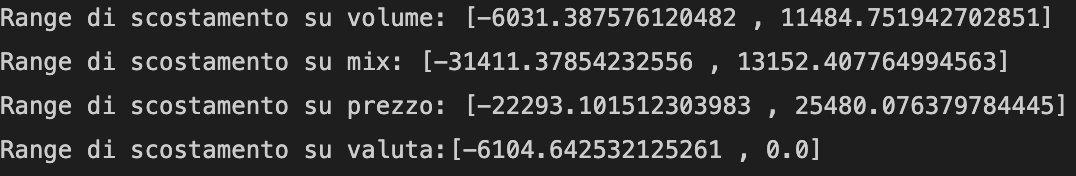 Range di scostamento su volume: [-6031.387576120482 , 11484.751942702851]
Range di scostamento su mix: [-31411.37854232556 , 13152.407764994563]
Range di scostamento su prezzo: [-22293.101512303983 , 25480.076379784445]
Range di scostamento su valuta:[-6104.642532125261 , 0.0]